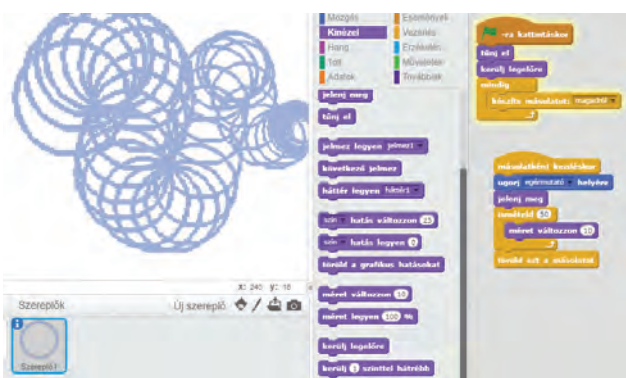 Mozgás
Események
Kinézet
Vezérlés
Hang
Érzékelés
Toll
Műveletek
Adatok
Továbbiak
jelenj meg
tűnj el
jelmez legyen jelmez1
következő jelmez
háttér legyen háttér1
szín hatás változzon 25
szín hatás legyen 0
töröld a grafikus hatásokat
méret változzon 10
méret legyen 100 %
kerülj legelőre
kerülj 1 szinttel hátrébb
-ra kattintáskor
tűnj el
kerülj legelőre
mindig
készíts másolatot: magadról
másolatként kezdéskor
ugorj egérmutató helyére
jelenj meg
ismételd 50
méret változzon 10
töröld ezt a másolatot
x: 240 y: 18
Szereplők
Új szereplő
Szereplő1